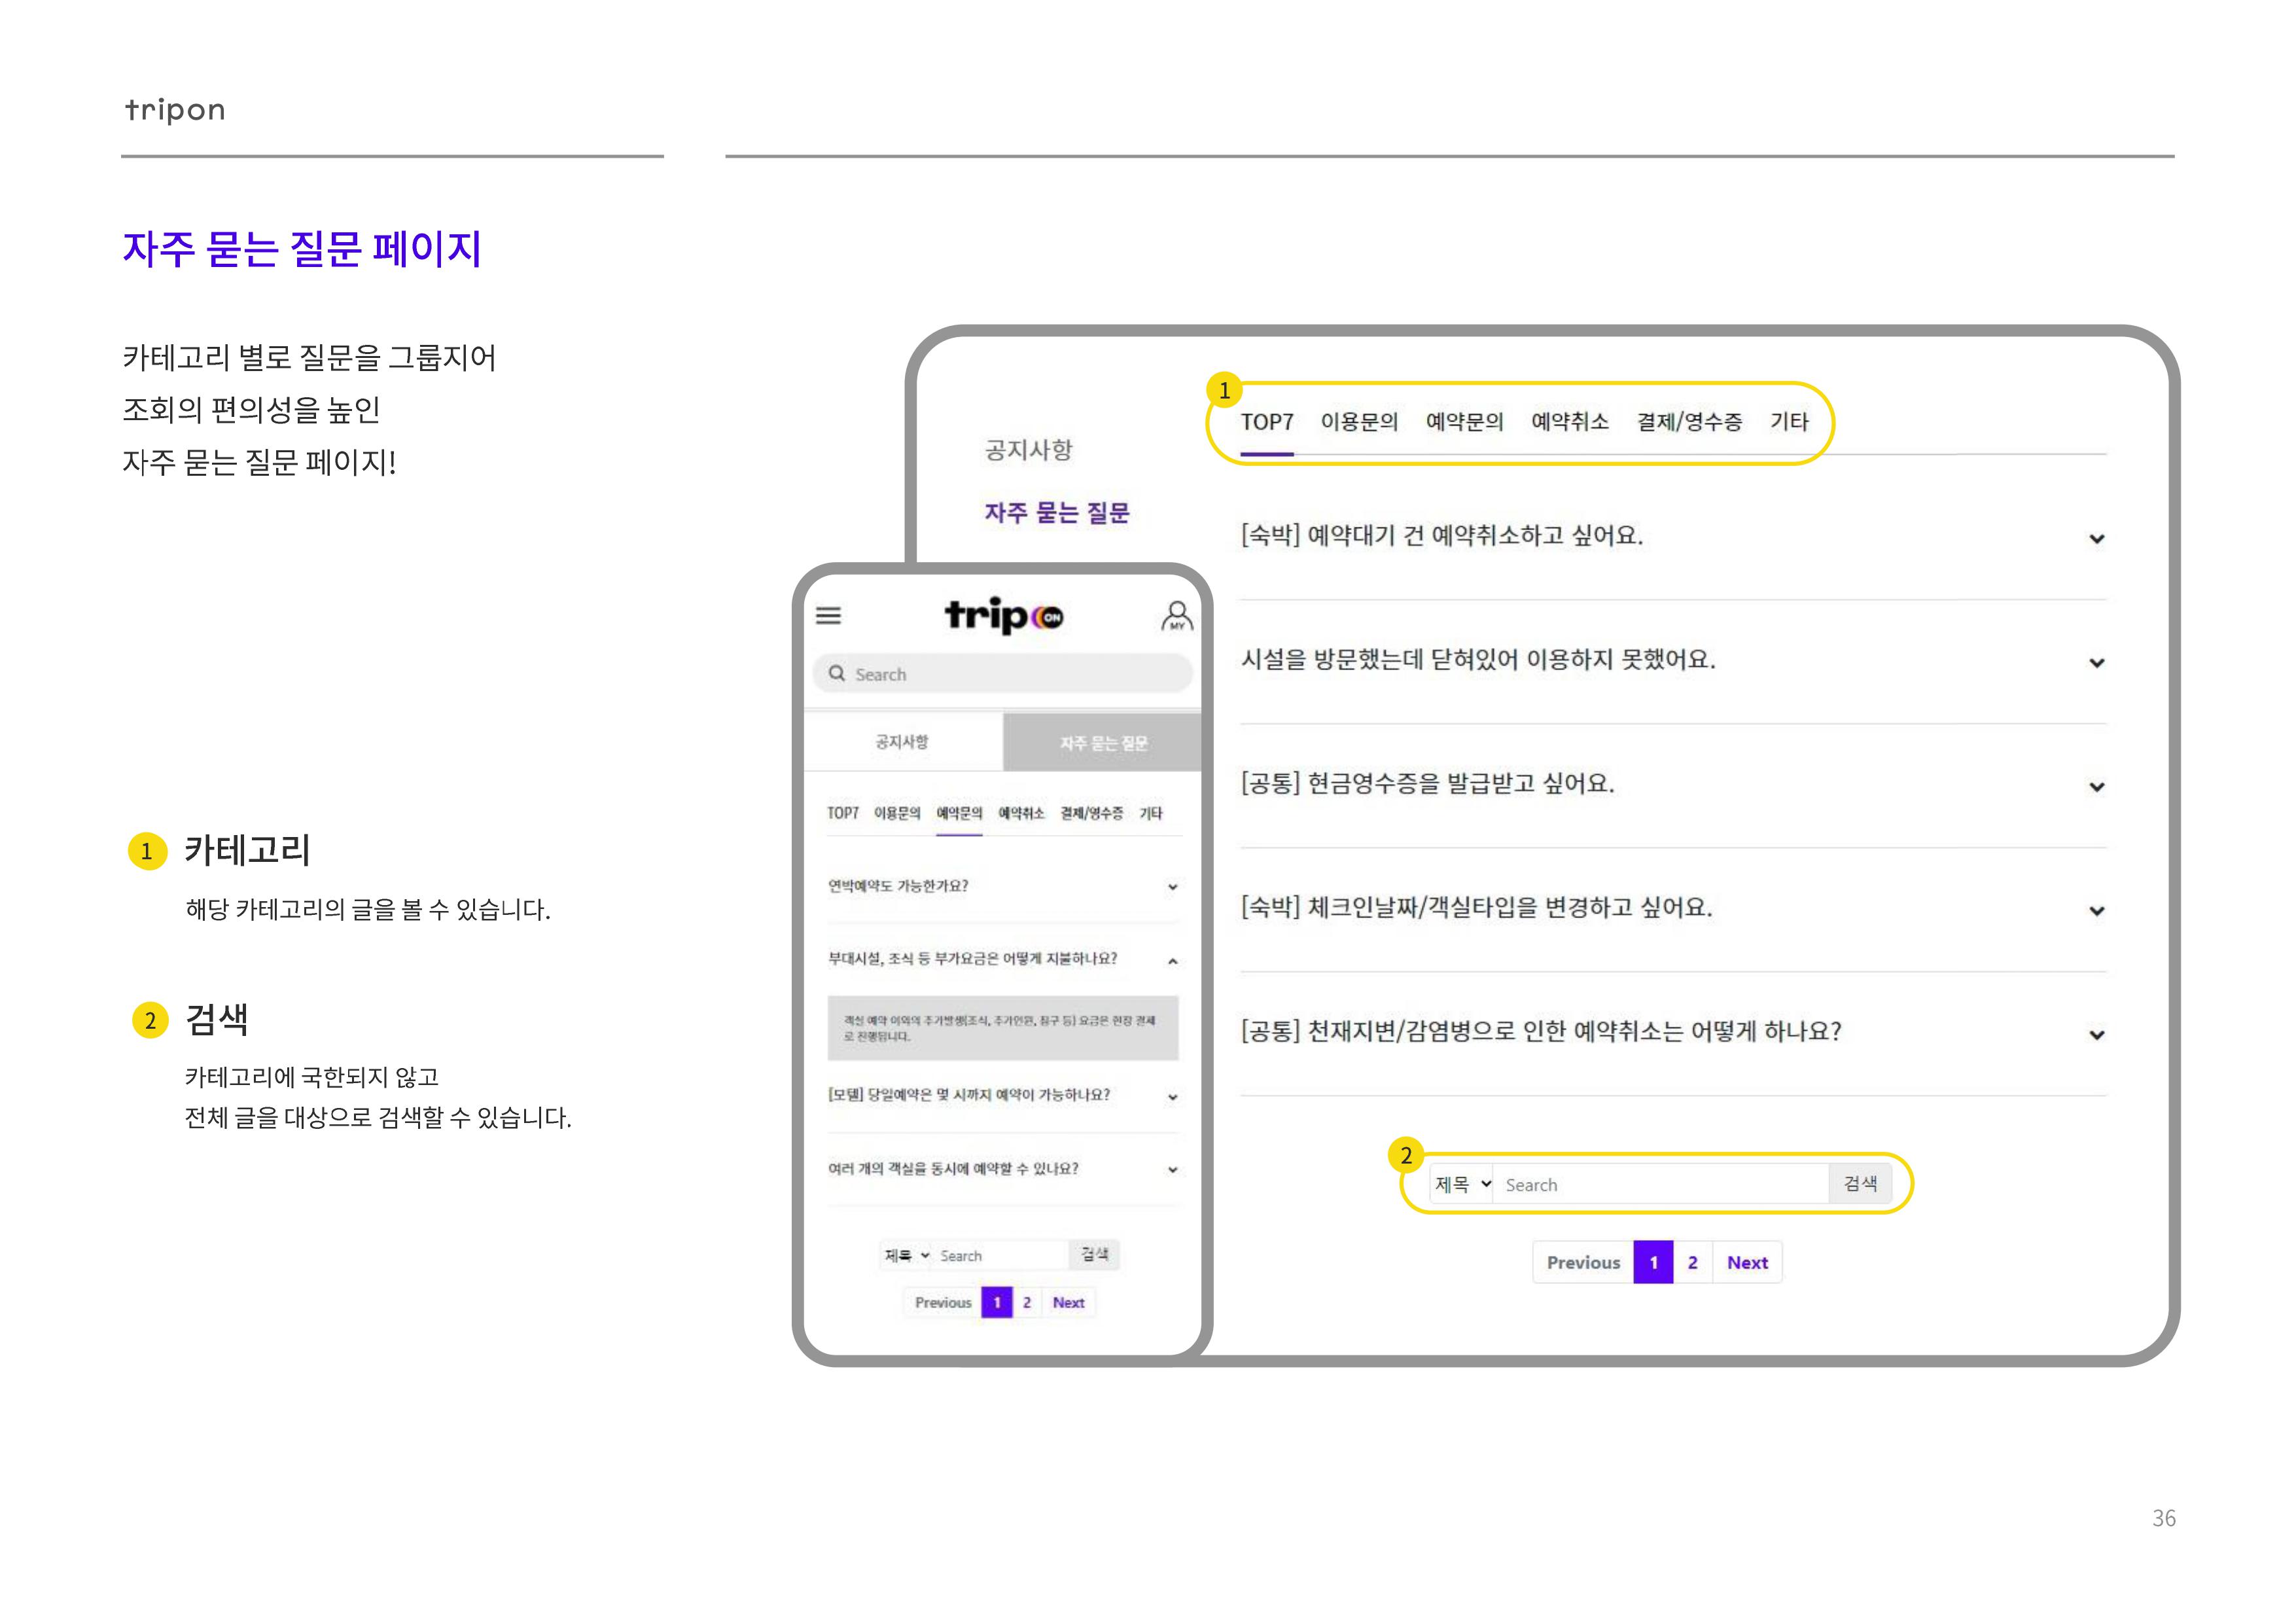 tripon
자주 묻는 질문 페이지
카테고리 별로 질문을 그룹지어
조회의 편의성을 높인
자주 묻는 질문 페이지!
1 카테고리
해당 카테고리의 글을 볼 수 있습니다.
2 검색
카테고리에 국한되지 않고
전체 글을 대상으로 검색할 수 있습니다.
공지사항
자주 묻는 질문
1
TOP7 이용문의 예약문의 예약취소 결제/영수증 기타
[숙박] 예약대기 건 예약취소하고 싶어요.
시설을 방문했는데 닫혀있어 이용하지 못했어요.
[공통] 현금영수증을 발급받고 싶어요.
[숙박] 체크인날짜/객실타입을 변경하고 싶어요.
[공통] 천재지변/감염병으로 인한 예약취소는 어떻게 하나요?
2
제목 Search 검색
Previous 1 2 Next
trip ON
MY
Search
공지사항 자주 묻는 질문
TOP7 이용문의 예약문의 예약취소 결제/영수증 기타
연박예약도 가능한가요?
부대시설, 조식 등 부가요금은 어떻게 지불하나요?
객실 예약 이외의 추가발생(조식, 추가인원, 침구 등) 요금은 현장 결제
로 진행됩니다.
[모텔] 당일예약은 몇 시까지 예약이 가능하나요?
여러 개의 객실을 동시에 예약할 수 있나요?
제목 Search 검색
Previous 1 2 Next
36